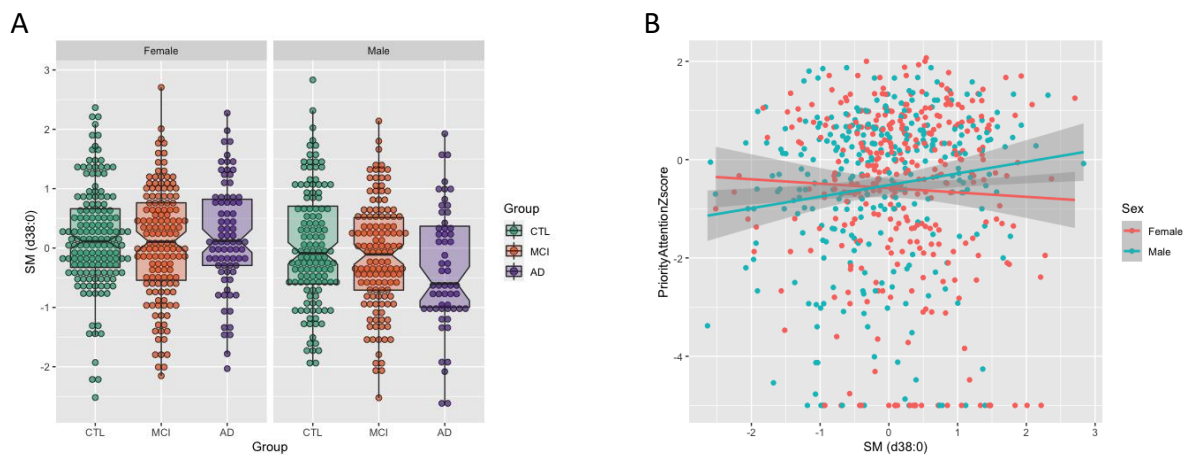 A
Female
Male
SM (d38:0)
3
2
1
0
-1
-2
CTL
MCI
AD
CTL
MCI
AD
Group
Group
CTL
MCI
AD
B
PriorityAttentionZscore
2
0
-2
-4
-2
-1
0
1
2
3
SM (d38:0)
Sex
Female
Male